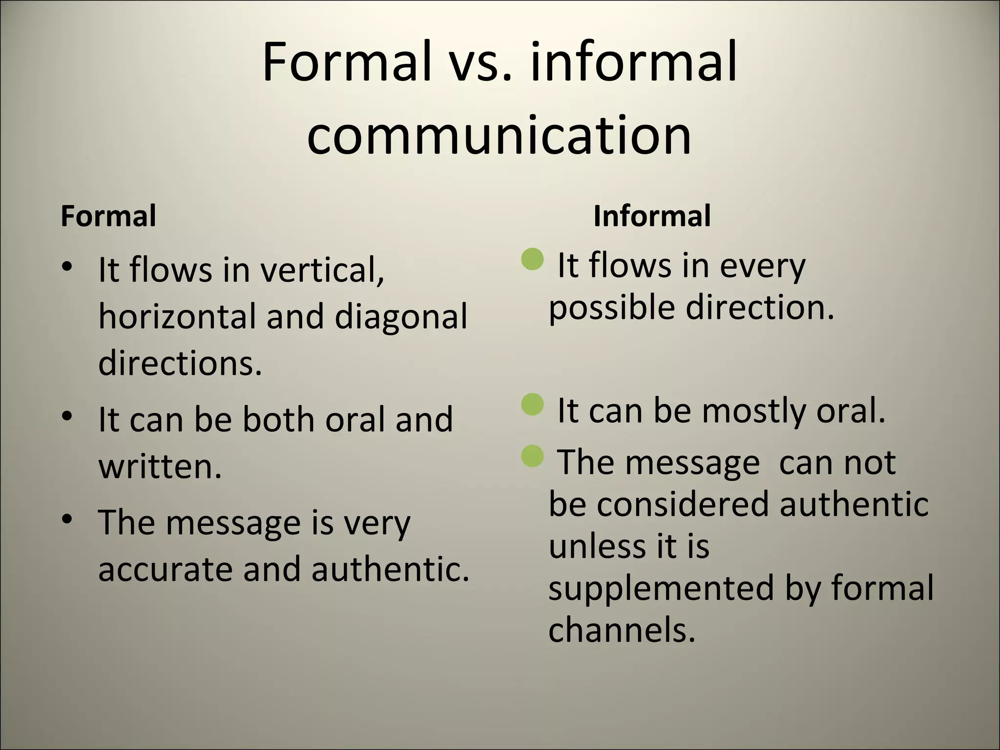 Formal vs. informal
communication
Formal
• It flows in vertical,
horizontal and diagonal
directions.
• It can be both oral and
written.
• The message is very
accurate and authentic.
Informal
• It flows in every
possible direction.
• It can be mostly oral.
• The message  can not
be considered authentic
unless it is
supplemented by formal
channels.